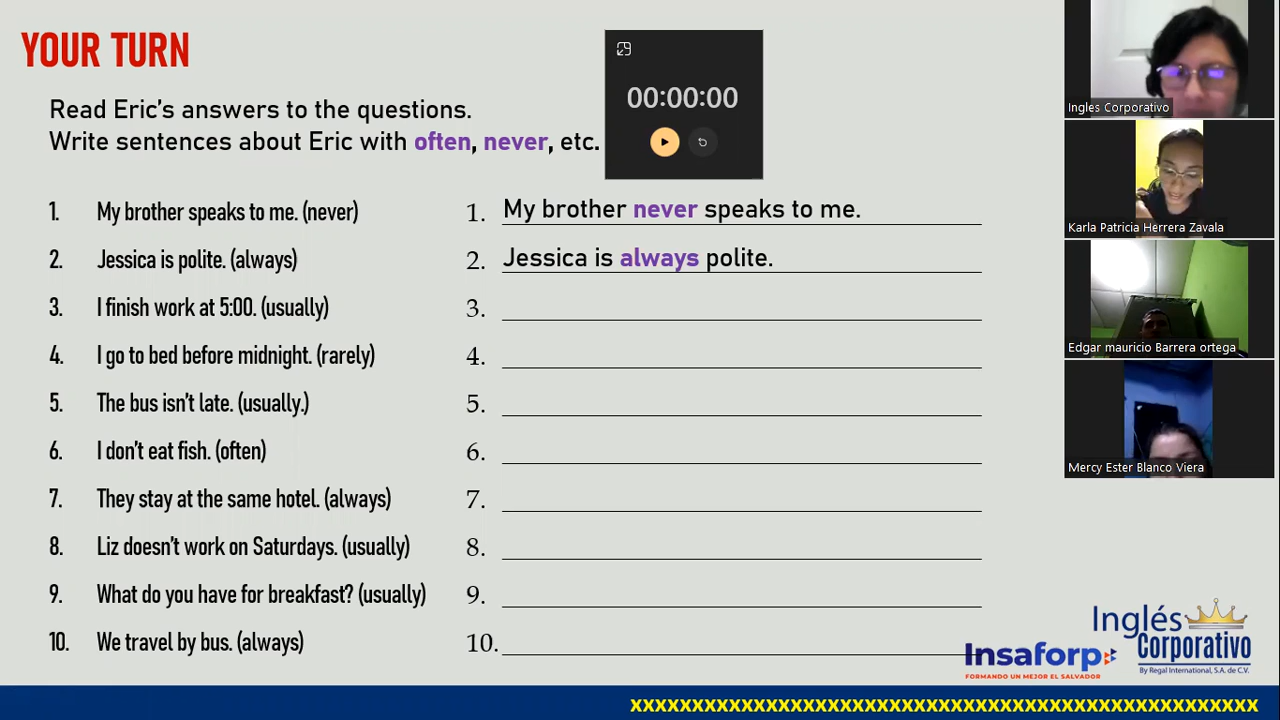 YOUR TURN
Read Eric's answers to the questions.
Write sentences about Eric with often, never, etc.
00:00:00
1. My brother speaks to me. (never)
2. Jessica is polite. (always)
3. I finish work at 5:00. (usually)
4. I go to bed before midnight. (rarely)
5. The bus isn't late. (usually.)
6. I don't eat fish. (often)
7. They stay at the same hotel. (always)
8. Liz doesn't work on Saturdays. (usually)
9. What do you have for breakfast? (usually)
10. We travel by bus. (always)
1. My brother never speaks to me.
2. Jessica is always polite.
3.
4.
5.
6.
7.
8.
9.
10.
Ingles Corporativo
Karla Patricia Herrera Zavala
Edgar mauricio Barrera ortega
Mercy Ester Blanco Viera
Insaforp
FORMANDO UN MEJOR EL SALVADOR
Inglés
Corporativo
By Regal International, S.A. de C.V.
xxxxxxxxxxxxxxxxxxxxxxxxxxxxxxxxxxxxxxxxxxxxxxxxxxx